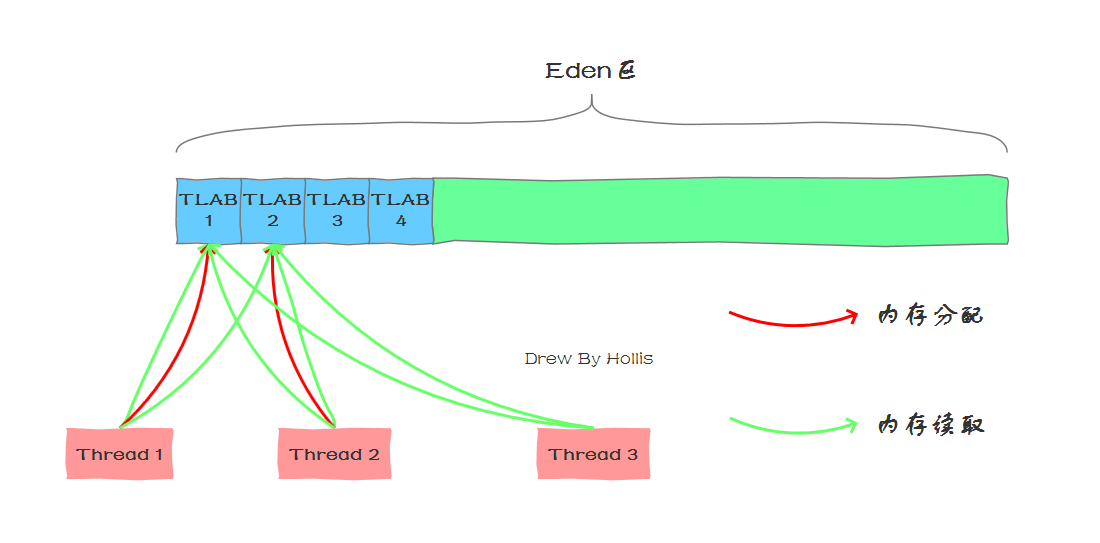 Eden区
TLAB
1
TLAB
2
TLAB
3
TLAB
4
内存分配
Drew By Hollis
内存读取
Thread 1
Thread 2
Thread 3